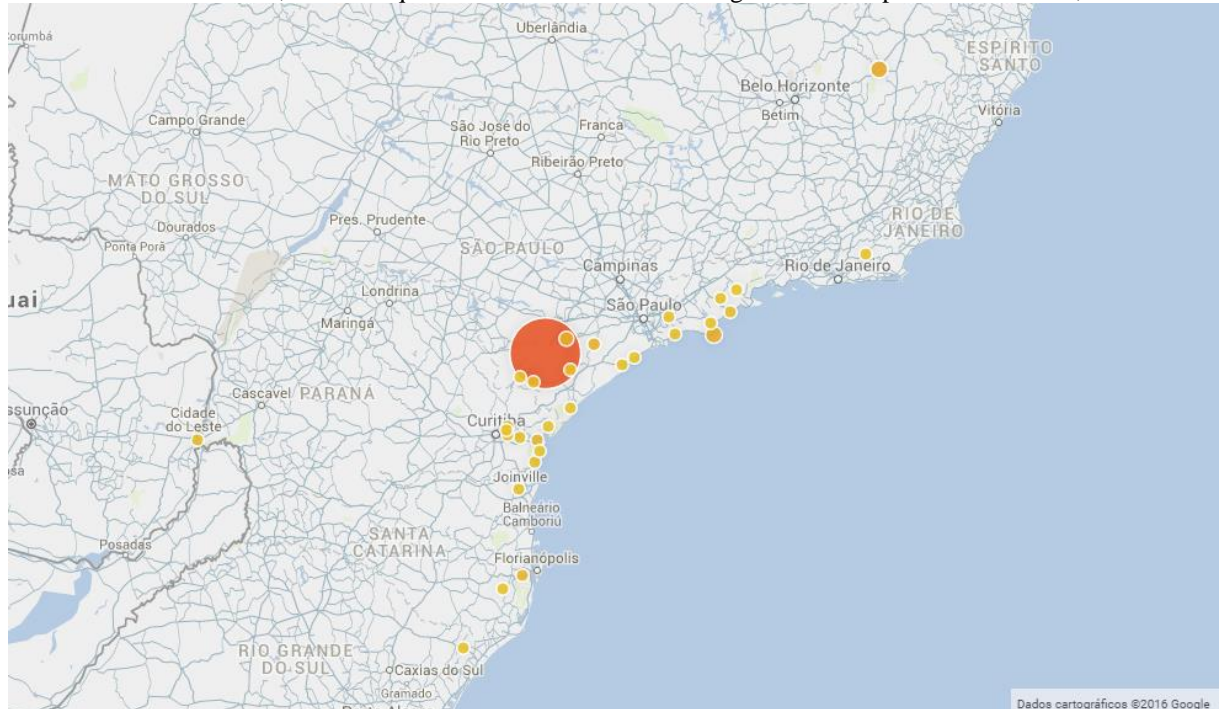 Corumbá
Uberlândia
ESPÍRITO
SANTO
Belo Horizonte
Betim
Vitória
Campo Grande
São José do
Rio Preto
Franca
Ribeirão Preto
MATO GROSSO
DO SUL
Dourados
Pres. Prudente
Ponta Porã
SÃO PAULO
RIO DE
JANEIRO
Campinas
Rio de Janeiro
uai
Londrina
São Paulo
Maringá
Cascavel
PARANÁ
ssunção
Cidade
do Leste
Curitiba
Joinville
Balneário
Camboriú
SANTA
CATARINA
Posadas
Florianópolis
RIO GRANDE
DO SUL
Caxias do Sul
Gramado
Dados cartográficos ©2016 Google